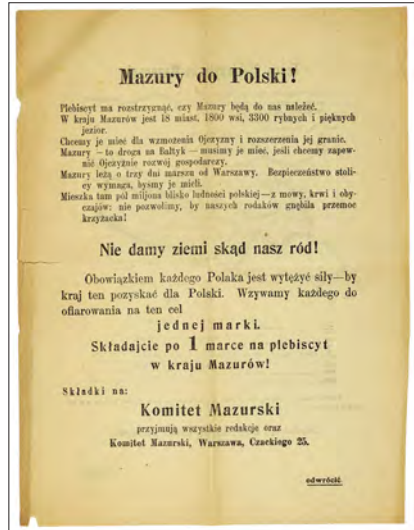 Mazury do Polski!
Plebiscyt ma rozstrzygnąć, czy Mazury będą do nas należeć.
W kraju Mazurów jest 18 miast, 1800 wsi, 3300 rybnych i pięknych
jezior.
Chcemy je mieć dla wzmożenia Ojczyzny i rozszerzenia jej granic.
Mazury — to droga na Bałtyk — musimy je mieć, jeśli chcemy zapew-
nić Ojczyźnie rozwój gospodarczy.
Mazury leżą o trzy dni marszu od Warszawy. Bezpieczeństwo stoli-
cy wymaga, byśmy je mieli.
Mieszka tam pół miljona blisko ludności polskiej — z mowy, krwi i oby-
czajów: nie pozwolimy, by naszych rodaków gnębiła przemoc
krzyżacka!
Nie damy ziemi skąd nasz ród!
Obowiązkiem każdego Polaka jest wytężyć siły—by
kraj ten pozyskać dla Polski. Wzywamy każdego do
ofiarowania na ten cel
jednej marki.
Składajcie po 1 marce na plebiscyt
w kraju Mazurów!
Składki na:
Komitet Mazurski
przyjmują wszystkie redakcje oraz
Komitet Mazurski, Warszawa, Czackiego 25.
odwrócić.